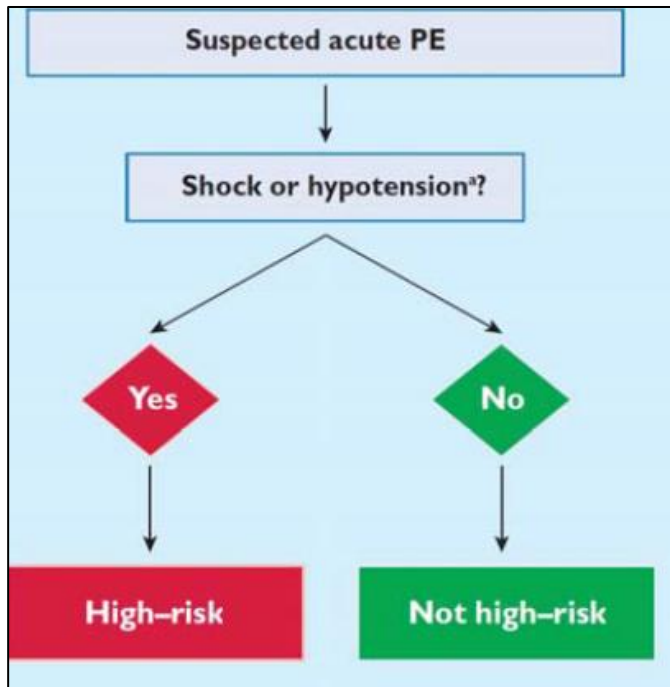 Suspected acute PE
Shock or hypotensionª?
Yes
No
High–risk
Not high–risk